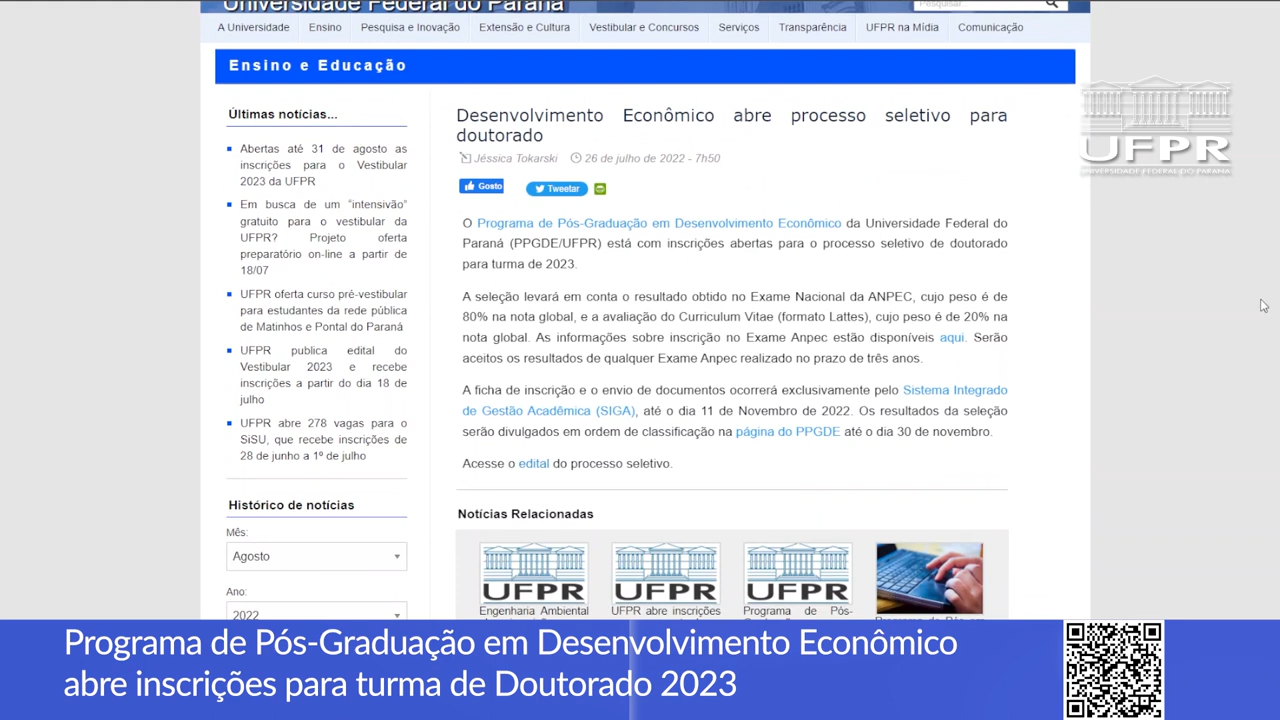 Universidade Federal do Paraná
Pesquisar...
A Universidade Ensino Pesquisa e Inovação Extensão e Cultura Vestibular e Concursos Serviços Transparência UFPR na Mídia Comunicação
Ensino e Educação
Últimas notícias...
Abertas até 31 de agosto as
inscrições para o Vestibular
2023 da UFPR
Em busca de um “intensivão”
gratuito para o vestibular da
UFPR? Projeto oferta
preparatório on-line a partir de
18/07
UFPR oferta curso pré-vestibular
para estudantes da rede pública
de Matinhos e Pontal do Paraná
UFPR publica edital do
Vestibular 2023 e recebe
inscrições a partir do dia 18 de
julho
UFPR abre 278 vagas para o
SiSU, que recebe inscrições de
28 de junho a 1º de julho
Histórico de notícias
Mês:
Agosto
Ano:
2022
Desenvolvimento Econômico abre processo seletivo para
doutorado
Jéssica Tokarski 26 de julho de 2022 - 7h50
Gosto Tweetar
O Programa de Pós-Graduação em Desenvolvimento Econômico da Universidade Federal do
Paraná (PPGDE/UFPR) está com inscrições abertas para o processo seletivo de doutorado
para turma de 2023.
A seleção levará em conta o resultado obtido no Exame Nacional da ANPEC, cujo peso é de
80% na nota global, e a avaliação do Curriculum Vitae (formato Lattes), cujo peso é de 20% na
nota global. As informações sobre inscrição no Exame Anpec estão disponíveis aqui. Serão
aceitos os resultados de qualquer Exame Anpec realizado no prazo de três anos.
A ficha de inscrição e o envio de documentos ocorrerá exclusivamente pelo Sistema Integrado
de Gestão Acadêmica (SIGA), até o dia 11 de Novembro de 2022. Os resultados da seleção
serão divulgados em ordem de classificação na página do PPGDE até o dia 30 de novembro.
Acesse o edital do processo seletivo.
Notícias Relacionadas
UFPR UFPR UFPR
Engenharia Ambiental UFPR abre inscrições Programa de Pós-
UFPR
UNIVERSIDADE FEDERAL DO PARANÁ
Programa de Pós-Graduação em Desenvolvimento Econômico
abre inscrições para turma de Doutorado 2023